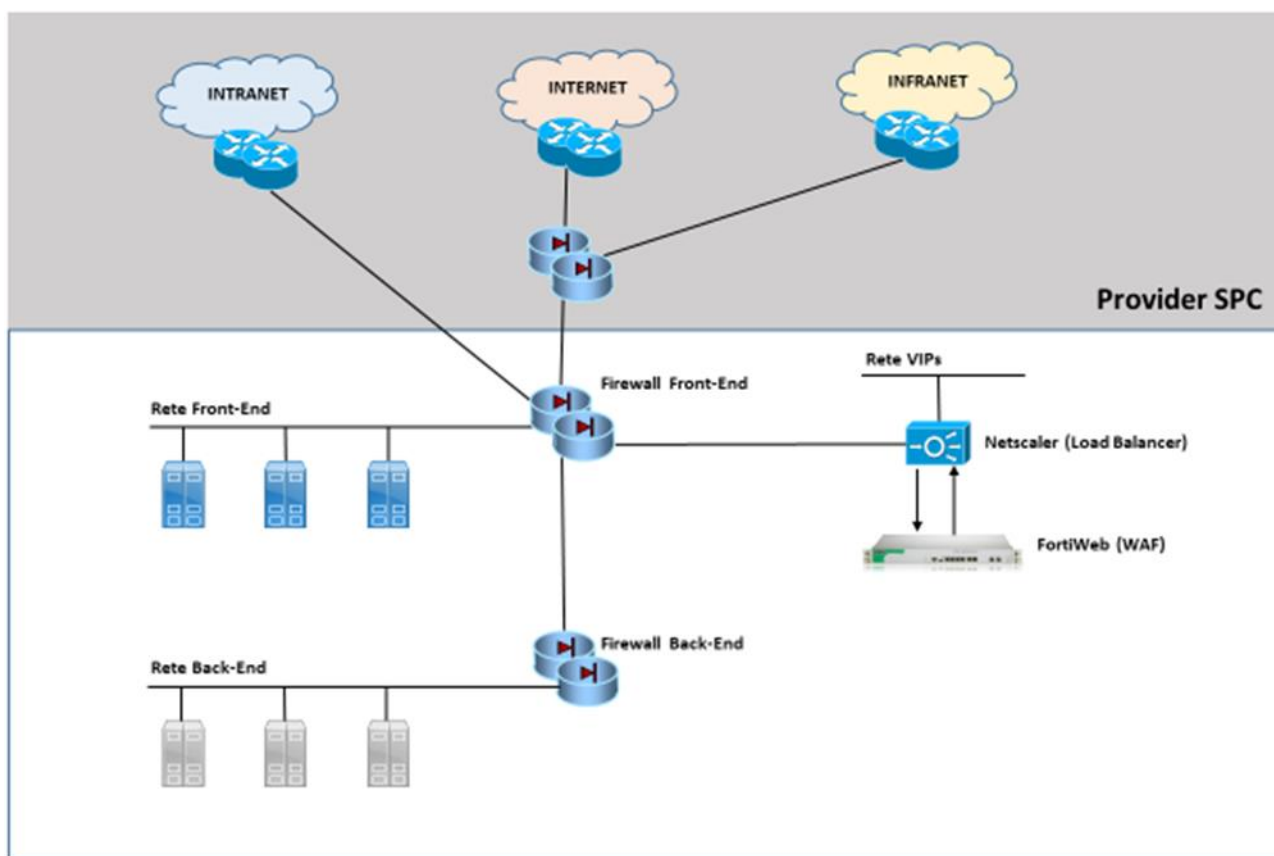 INTRANET
INTERNET
INFRANET
Provider SPC
Rete VIPs
Firewall Front-End
Rete Front-End
Netscaler (Load Balancer)
FortiWeb (WAF)
Firewall Back-End
Rete Back-End